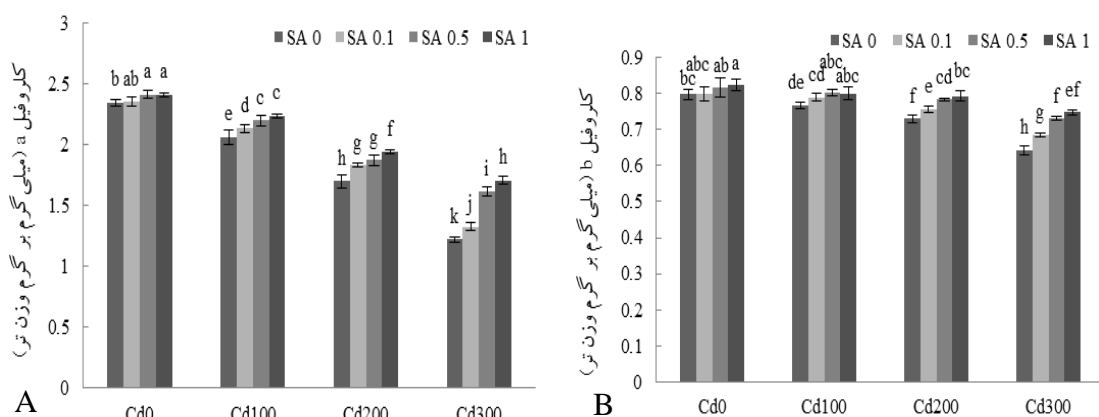 3
2.5
2
1.5
1
0.5
0
کلروفیل a (میلی گرم بر گرم وزن تر)
SA 0 SA 0.1 SA 0.5 SA 1
b ab a a
e d c c
h g g f
k j i h
Cd0 Cd100 Cd200 Cd300
A
0.9
0.8
0.7
0.6
0.5
0.4
0.3
0.2
0.1
0
کلروفیل b (میلی گرم بر گرم وزن تر)
SA 0 SA 0.1 SA 0.5 SA 1
bc abc ab a
de cd abc abc
f e cd bc
h g f ef
Cd0 Cd100 Cd200 Cd300
B